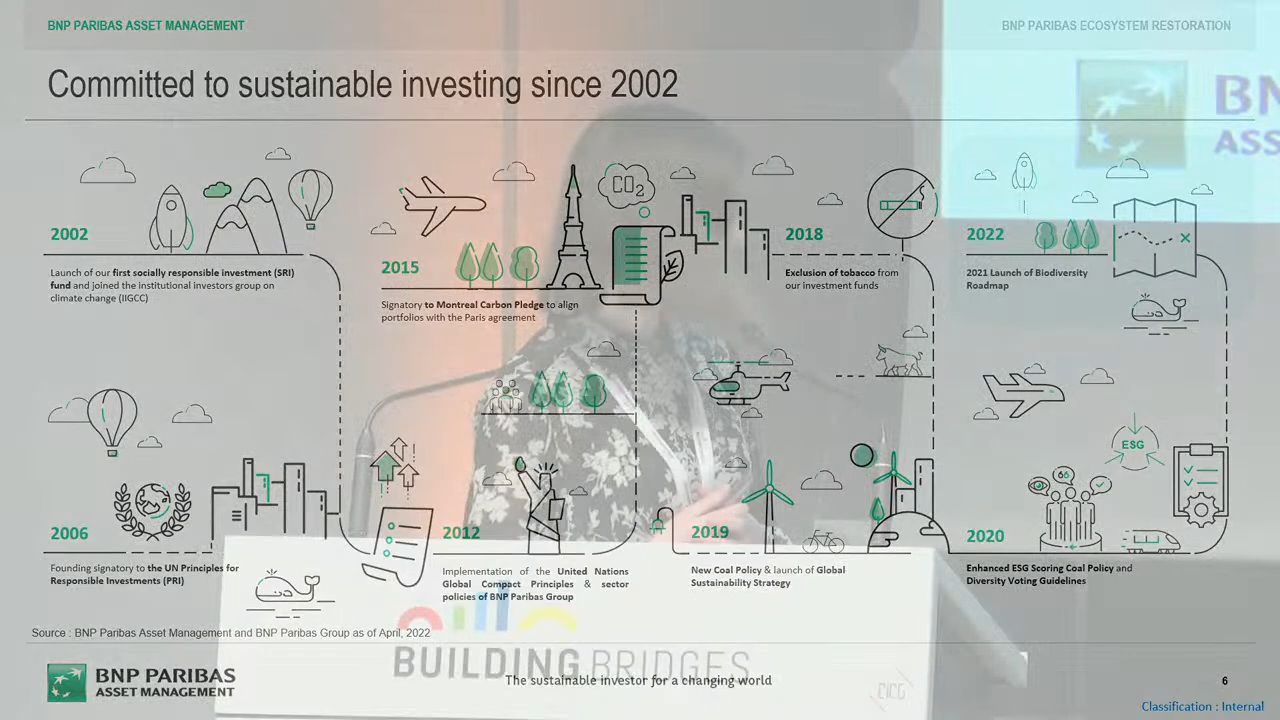 BNP PARIBAS ASSET MANAGEMENT
BNP PARIBAS ECOSYSTEM RESTORATION
Committed to sustainable investing since 2002
BN
ASS
2002
Launch of our first socially responsible investment (SRI)
fund and joined the institutional investors group on
climate change (IIGCC)
2015
Signatory to Montreal Carbon Pledge to align
portfolios with the Paris agreement
CO2
2018
Exclusion of tobacco from
our investment funds
2022
2021 Launch of Biodiversity
Roadmap
2006
Founding signatory to the UN Principles for
Responsible Investments (PRI)
2012
Implementation of the United Nations
Global Compact Principles & sector
policies of BNP Paribas Group
2019
New Coal Policy & launch of Global
Sustainability Strategy
ESG
2020
Enhanced ESG Scoring Coal Policy and
Diversity Voting Guidelines
Source : BNP Paribas Asset Management and BNP Paribas Group as of April, 2022
BUILDING BRIDGES
CICG
BNP PARIBAS
ASSET MANAGEMENT
The sustainable investor for a changing world
6
Classification : Internal